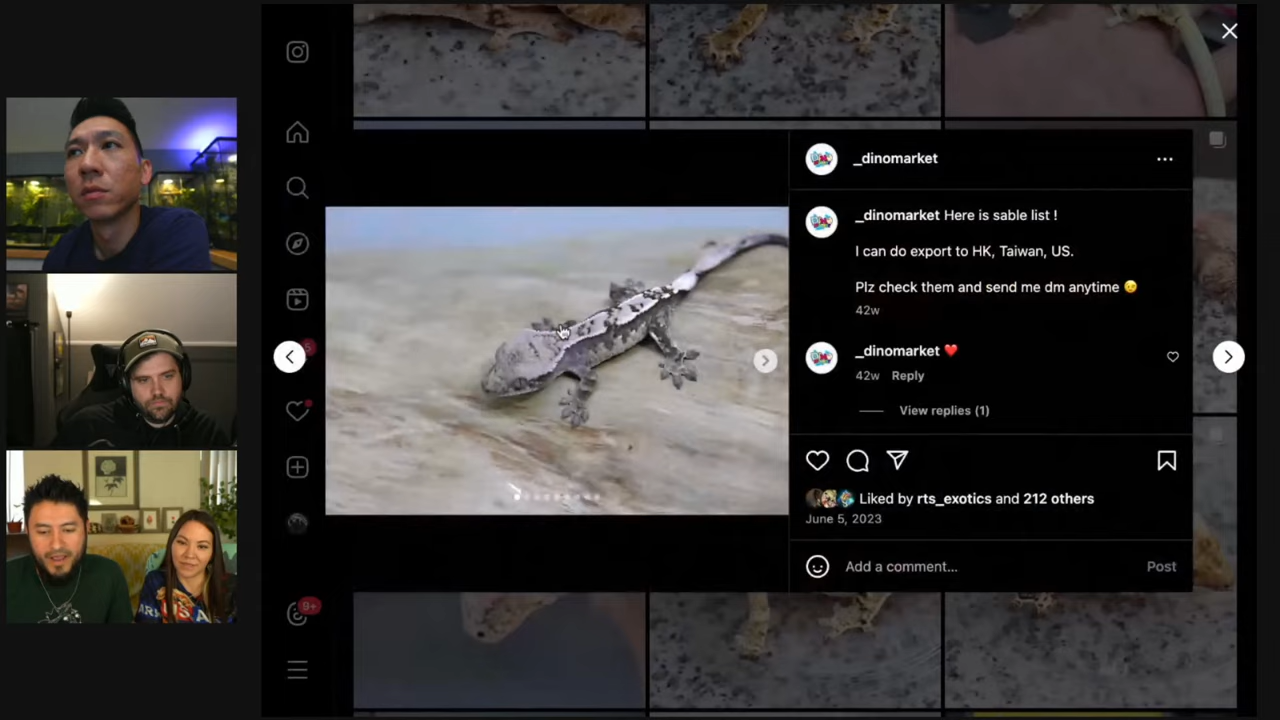 _dinomarket
_dinomarket Here is sable list !
I can do export to HK, Taiwan, US.
Plz check them and send me dm anytime 😉
42w
_dinomarket ❤️
42w Reply
View replies (1)
Liked by rts_exotics and 212 others
June 5, 2023
Add a comment... Post
9+